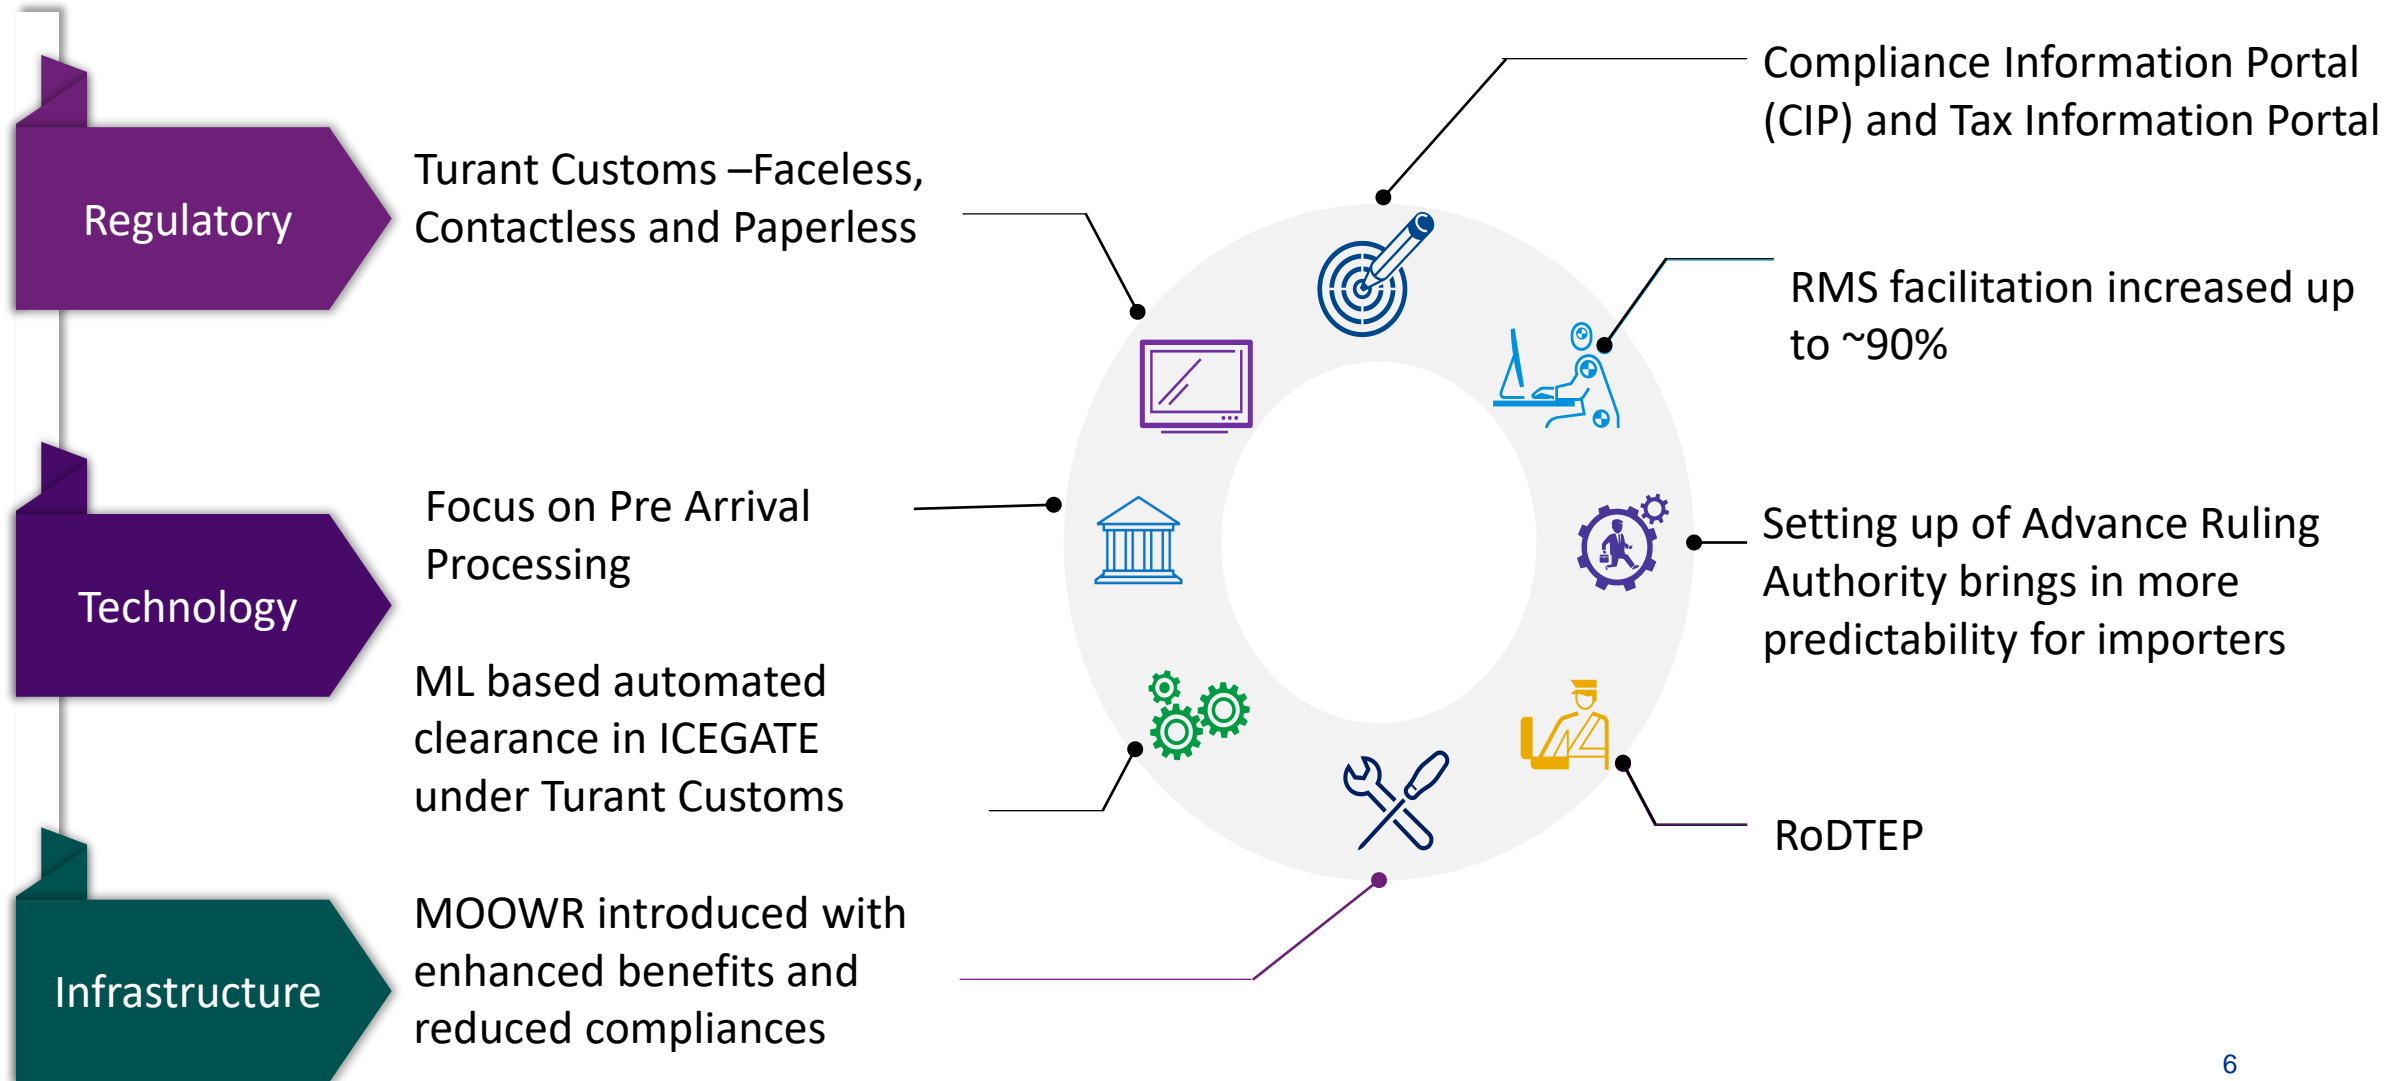 Regulatory
Technology
Infrastructure
Turant Customs –Faceless,
Contactless and Paperless
Focus on Pre Arrival
Processing
ML based automated
clearance in ICEGATE
under Turant Customs
MOOWR introduced with
enhanced benefits and
reduced compliances
Compliance Information Portal
(CIP) and Tax Information Portal
RMS facilitation increased up
to ~90%
Setting up of Advance Ruling
Authority brings in more
predictability for importers
RoDTEP
6